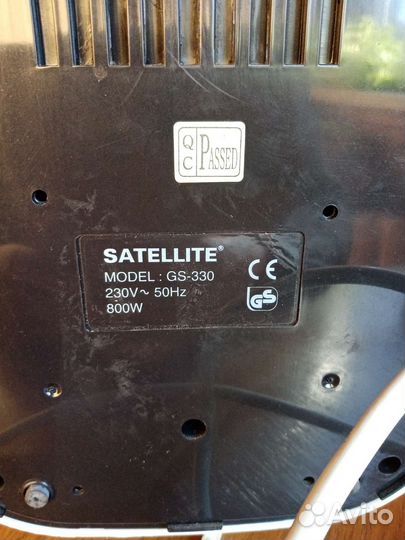 QC PASSED
SATELLITE®
MODEL : GS-330
230V~ 50Hz
800W
CE
GS
Avito